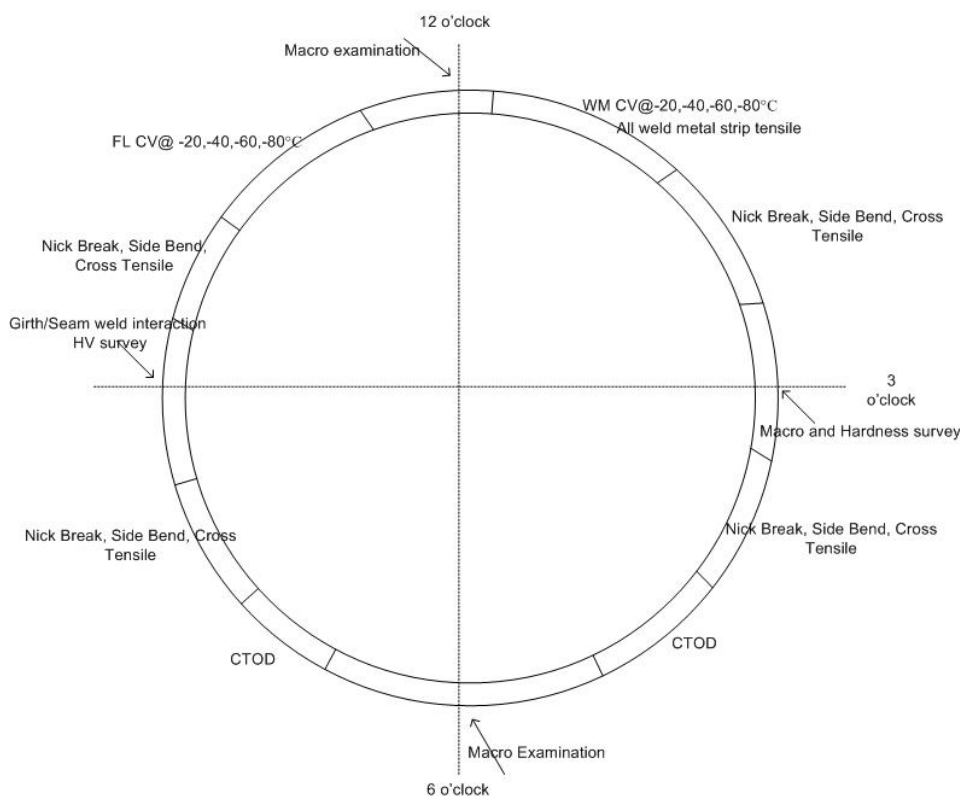 12 o'clock
Macro examination
WM CV@-20,-40,-60,-80°C
All weld metal strip tensile
FL CV@ -20,-40,-60,-80°C
Nick Break, Side Bend, Cross
Tensile
Nick Break, Side Bend,
Cross Tensile
Girth/Seam weld interaction
HV survey
3
o'clock
Macro and Hardness survey
Nick Break, Side Bend, Cross
Tensile
Nick Break, Side Bend, Cross
Tensile
CTOD
CTOD
Macro Examination
6 o'clock